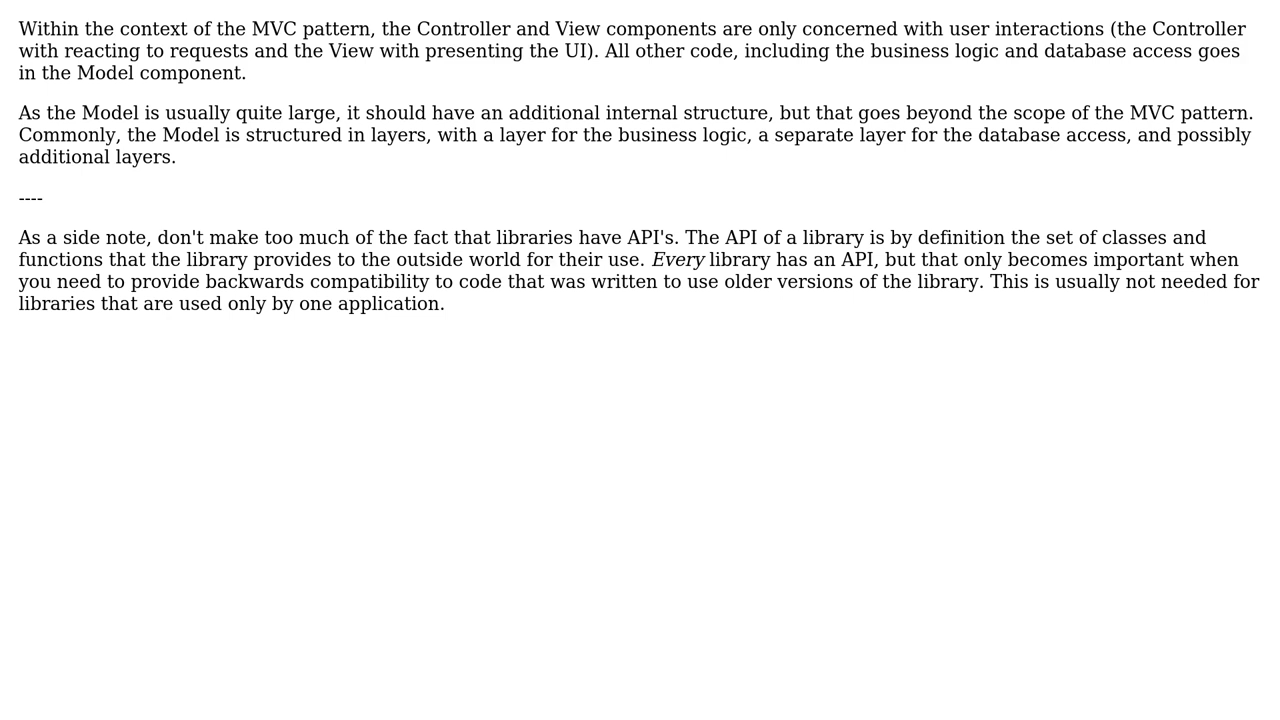 Within the context of the MVC pattern, the Controller and View components are only concerned with user interactions (the Controller
with reacting to requests and the View with presenting the UI). All other code, including the business logic and database access goes
in the Model component.
As the Model is usually quite large, it should have an additional internal structure, but that goes beyond the scope of the MVC pattern.
Commonly, the Model is structured in layers, with a layer for the business logic, a separate layer for the database access, and possibly
additional layers.
----
As a side note, don't make too much of the fact that libraries have API's. The API of a library is by definition the set of classes and
functions that the library provides to the outside world for their use. Every library has an API, but that only becomes important when
you need to provide backwards compatibility to code that was written to use older versions of the library. This is usually not needed for
libraries that are used only by one application.